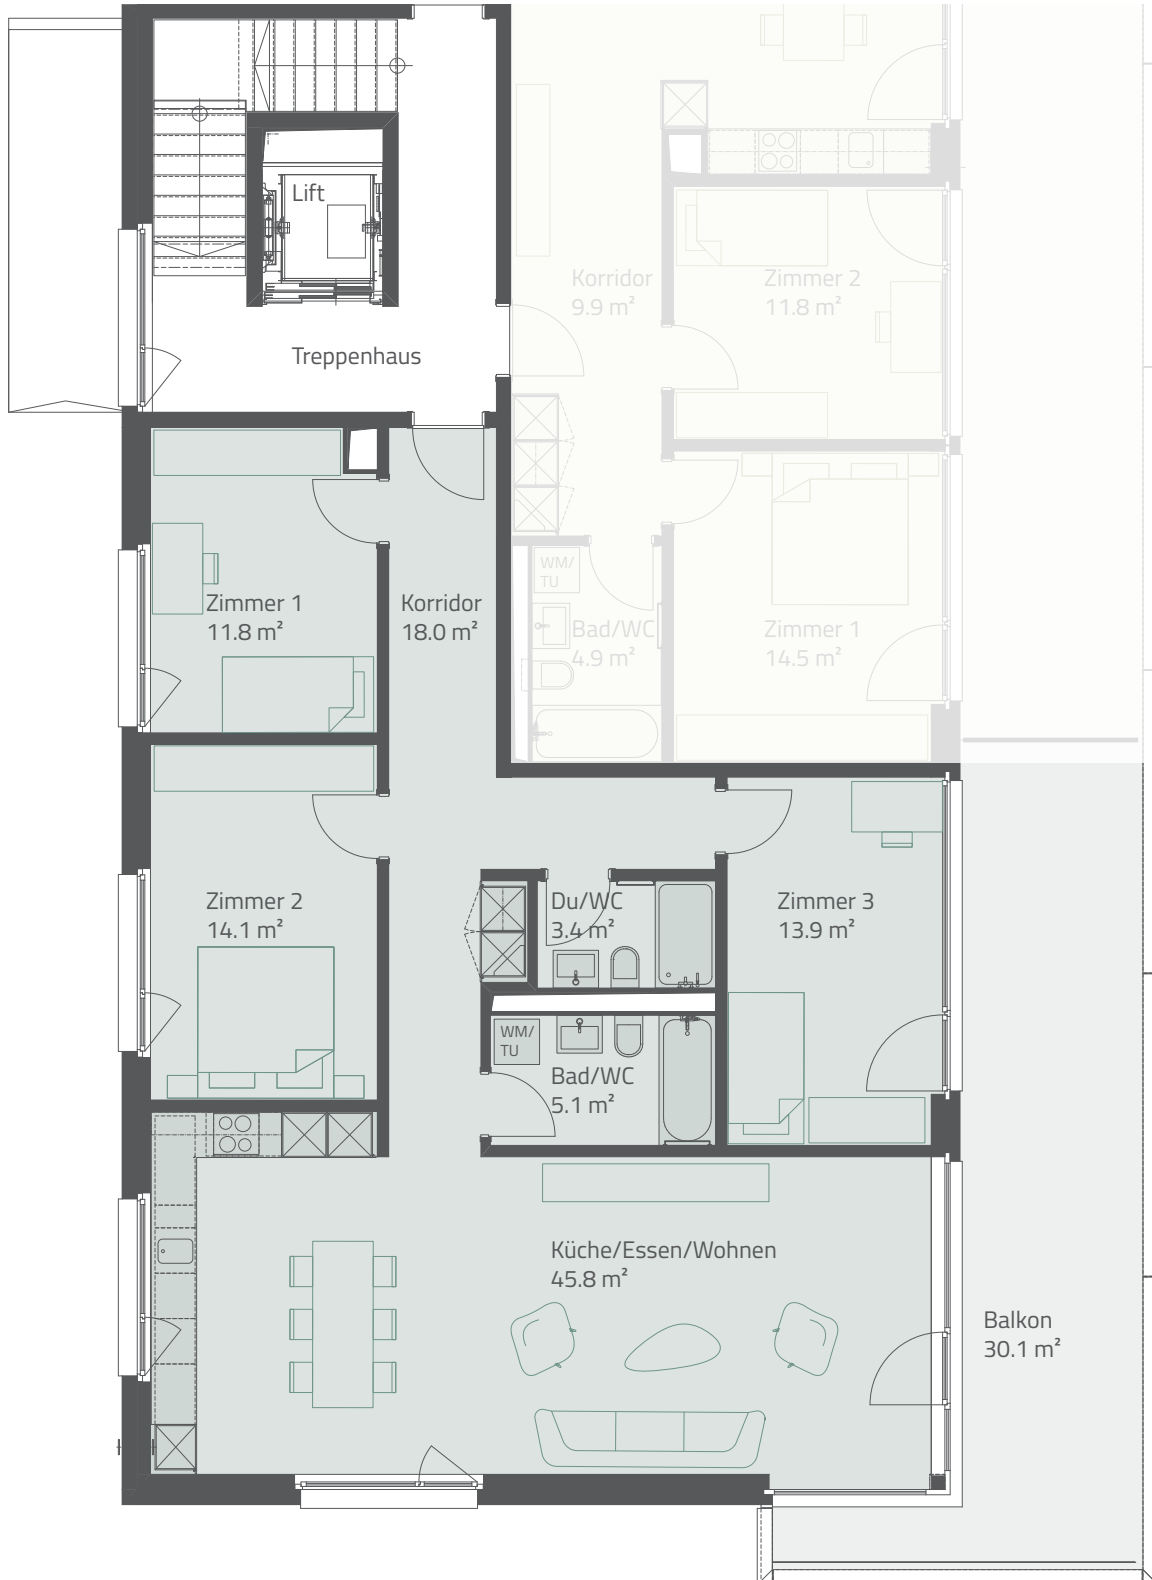 Lift
Korridor
9.9 m²
Zimmer 2
11.8 m²
Treppenhaus
WM/
TU
Bad/WC
4.9 m²
Zimmer 1
14.5 m²
Zimmer 1
11.8 m²
Korridor
18.0 m²
Zimmer 2
14.1 m²
Du/WC
3.4 m²
Zimmer 3
13.9 m²
WM/
TU
Bad/WC
5.1 m²
Küche/Essen/Wohnen
45.8 m²
Balkon
30.1 m²